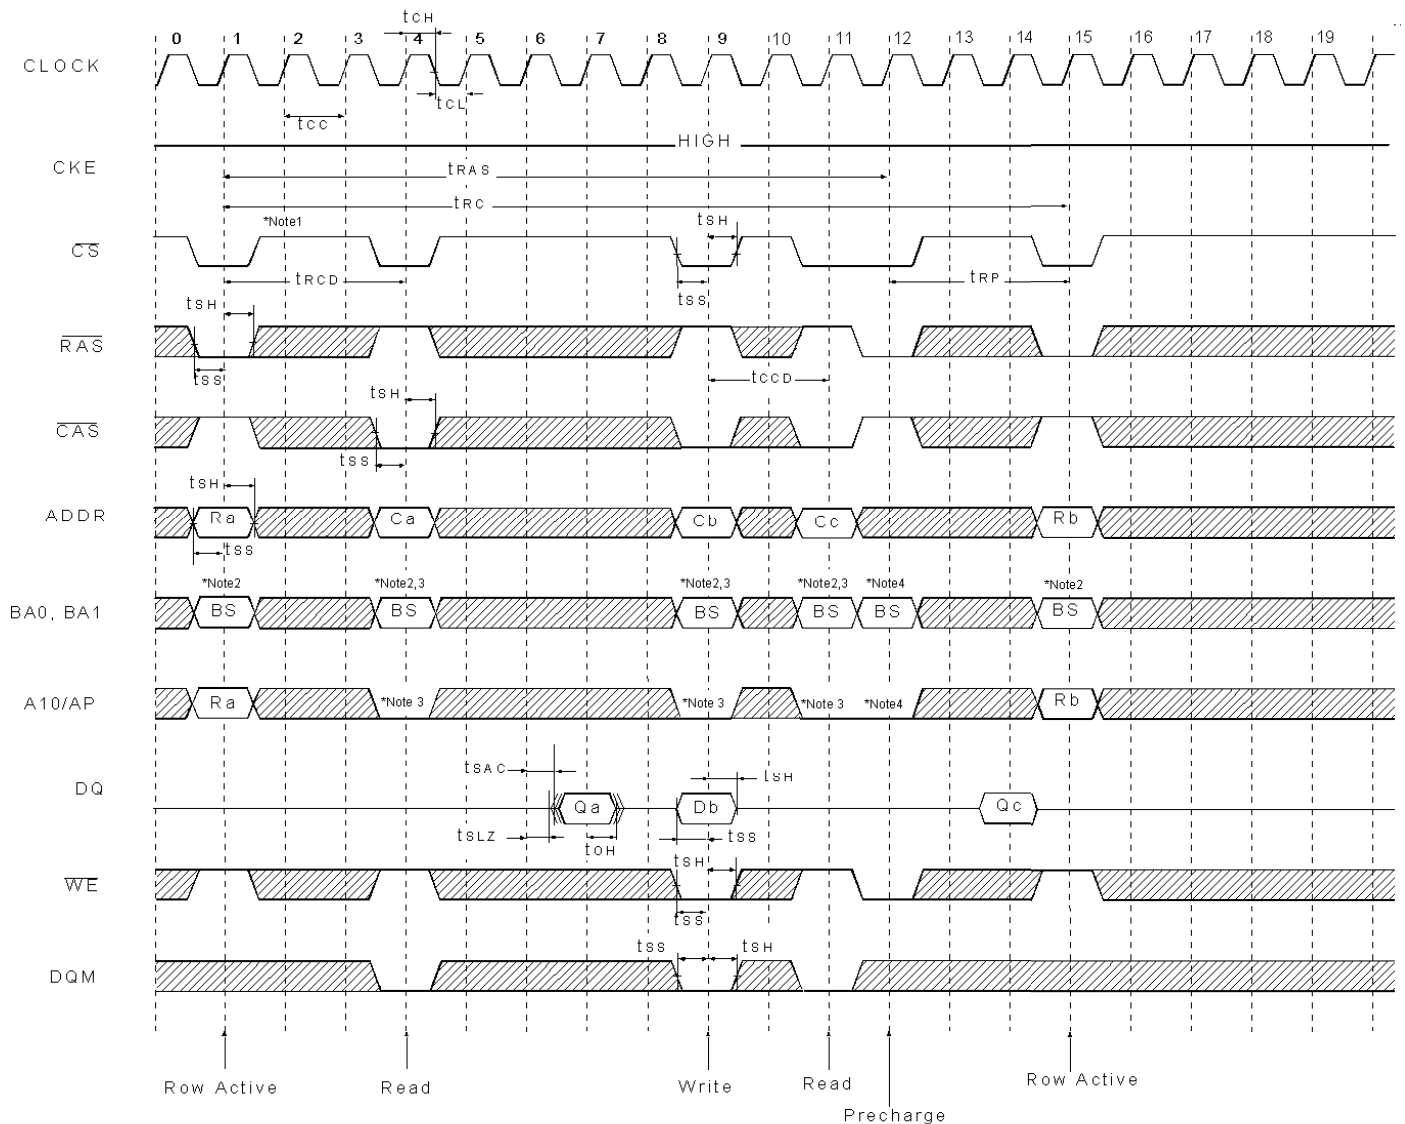 tCH
0 1 2 3 4 5 6 7 8 9 10 11 12 13 14 15 16 17 18 19
CLOCK
tCL
tCC
HIGH
CKE
tRAS
tRC
*Note1
tSH
CS
tRCD
tSS
tRP
tSH
RAS
tSS
tCCD
tSH
CAS
tSS
tSH
ADDR
Ra Ca Cb Cc Rb
tSS
*Note2 *Note2,3 *Note2,3 *Note2,3 *Note4 *Note2
BA0, BA1
BS BS BS BS BS BS
A10/AP
Ra *Note 3 *Note 3 *Note 3 *Note4 Rb
tSAC
tSH
DQ
Qa Db Qc
tSLZ
tOH
tSS
tSH
WE
tSS
tSS
tSH
DQM
Row Active Read Write Read Row Active
Precharge